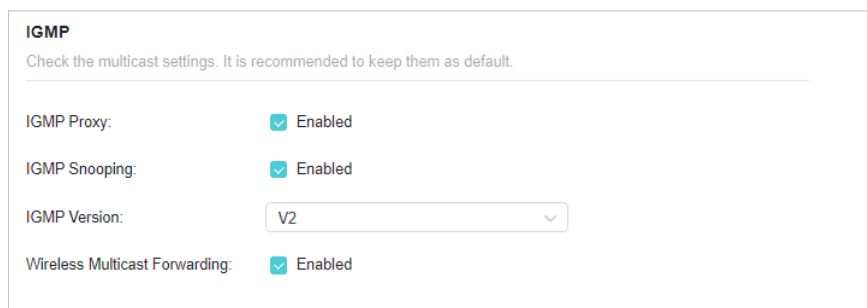 IGMP
Check the multicast settings. It is recommended to keep them as default.
IGMP Proxy: Enabled
IGMP Snooping: Enabled
IGMP Version: V2
Wireless Multicast Forwarding: Enabled